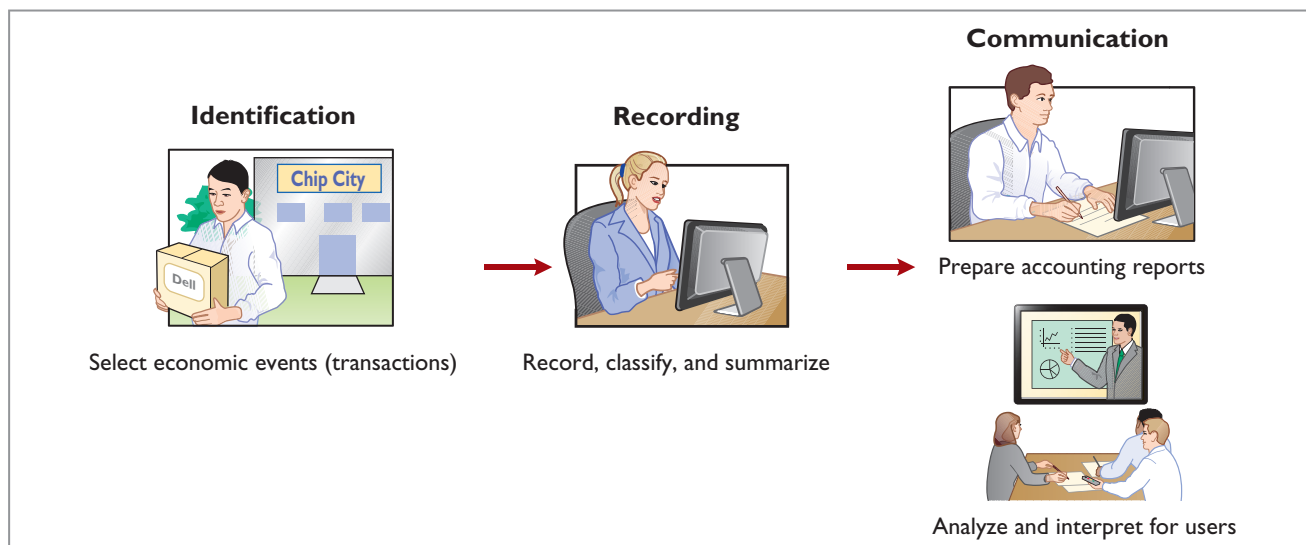 Identification
Chip City
Dell
Select economic events (transactions)
Recording
Record, classify, and summarize
Communication
Prepare accounting reports
Analyze and interpret for users